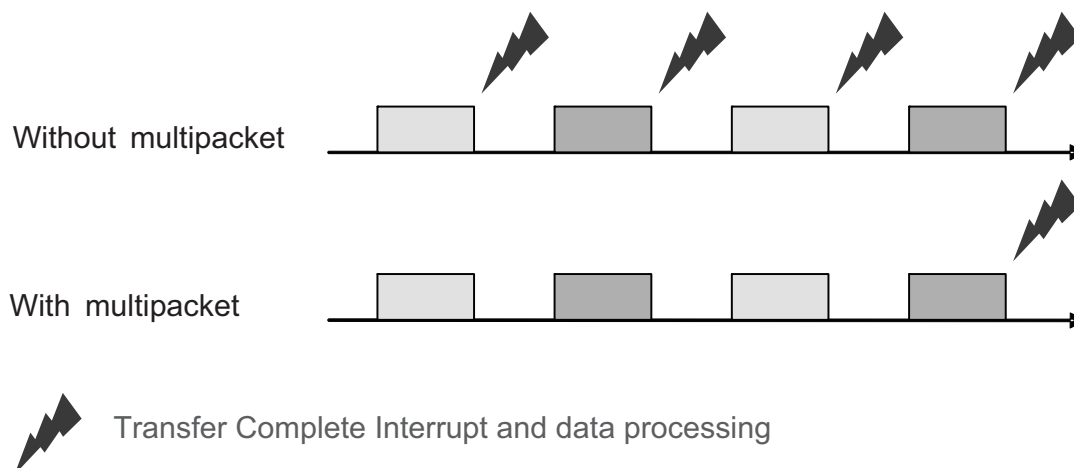 Without multipacket
With multipacket
Transfer Complete Interrupt and data processing